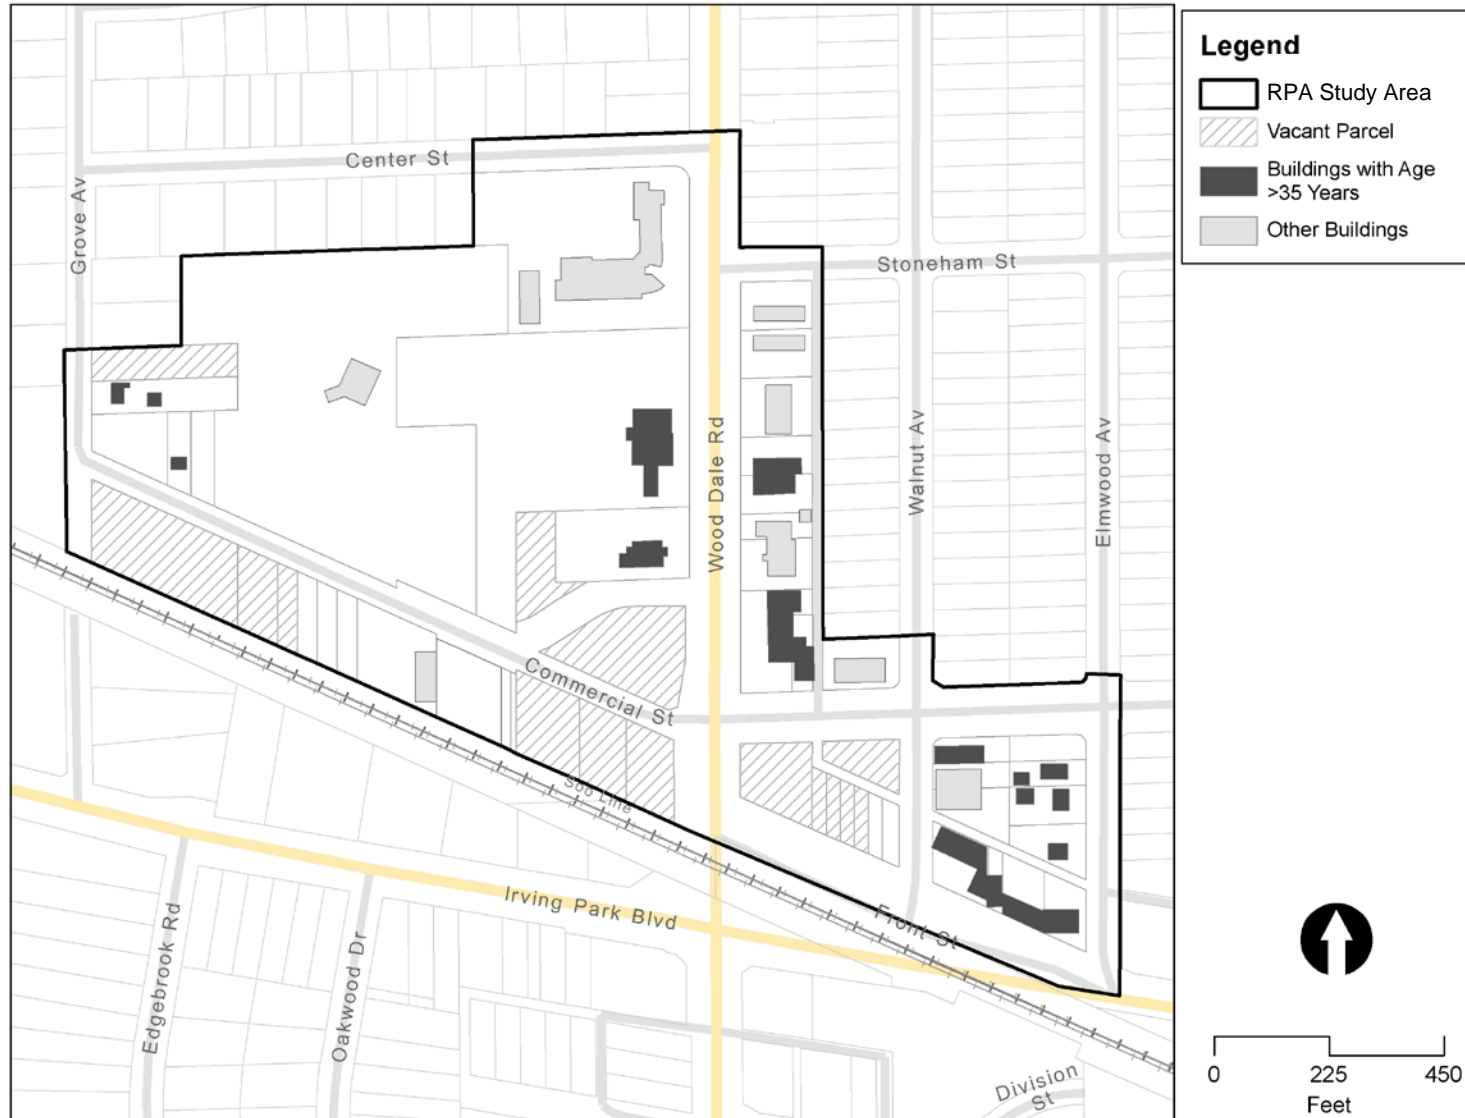 Legend
RPA Study Area
Vacant Parcel
Buildings with Age
>35 Years
Other Buildings
Center St
Grove Av
Stoneham St
Wood Dale Rd
Walnut Av
Elmwood Av
Commercial St
Soo Line
Irving Park Blvd
Front St
Edgebrook Rd
Oakwood Dr
Division
St
0 225 450
Feet